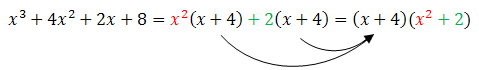 x³ + 4x² + 2x + 8 = x²(x + 4) + 2(x + 4) = (x + 4)(x² + 2)